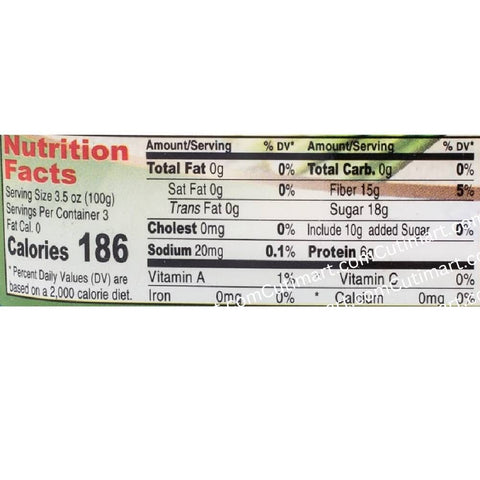 Nutrition
Facts
Serving Size 3.5 oz (100g)
Servings Per Container 3
Fat Cal. 0
Calories 186
* Percent Daily Values (DV) are
based on a 2,000 calorie diet.
Amount/Serving % DV* Amount/Serving % DV*
Total Fat 0g 0% Total Carb. 0g 0%
Sat Fat 0g 0% Fiber 15g 5%
Trans Fat 0g Sugar 18g
Cholest 0mg 0% Include 10g added Sugar 0%
Sodium 20mg 0.1% Protein 6g
Vitamin A 1% Vitamin C 0%
Iron 0mg 0% * Calcium 0mg 0%
Cutimart.com
Cutimart.com